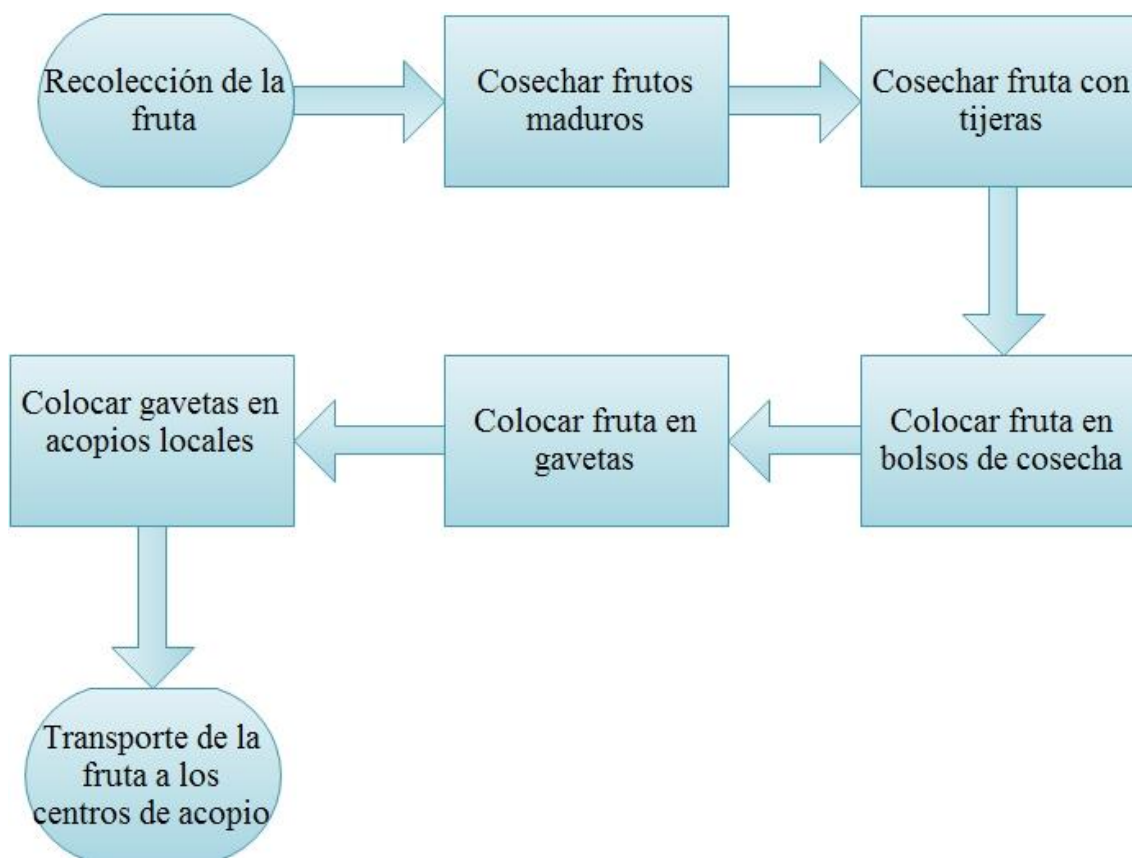 Recolección de la
fruta
Cosechar frutos
maduros
Cosechar fruta con
tijeras
Colocar fruta en
bolsos de cosecha
Colocar fruta en
gavetas
Colocar gavetas en
acopios locales
Transporte de la
fruta a los
centros de acopio